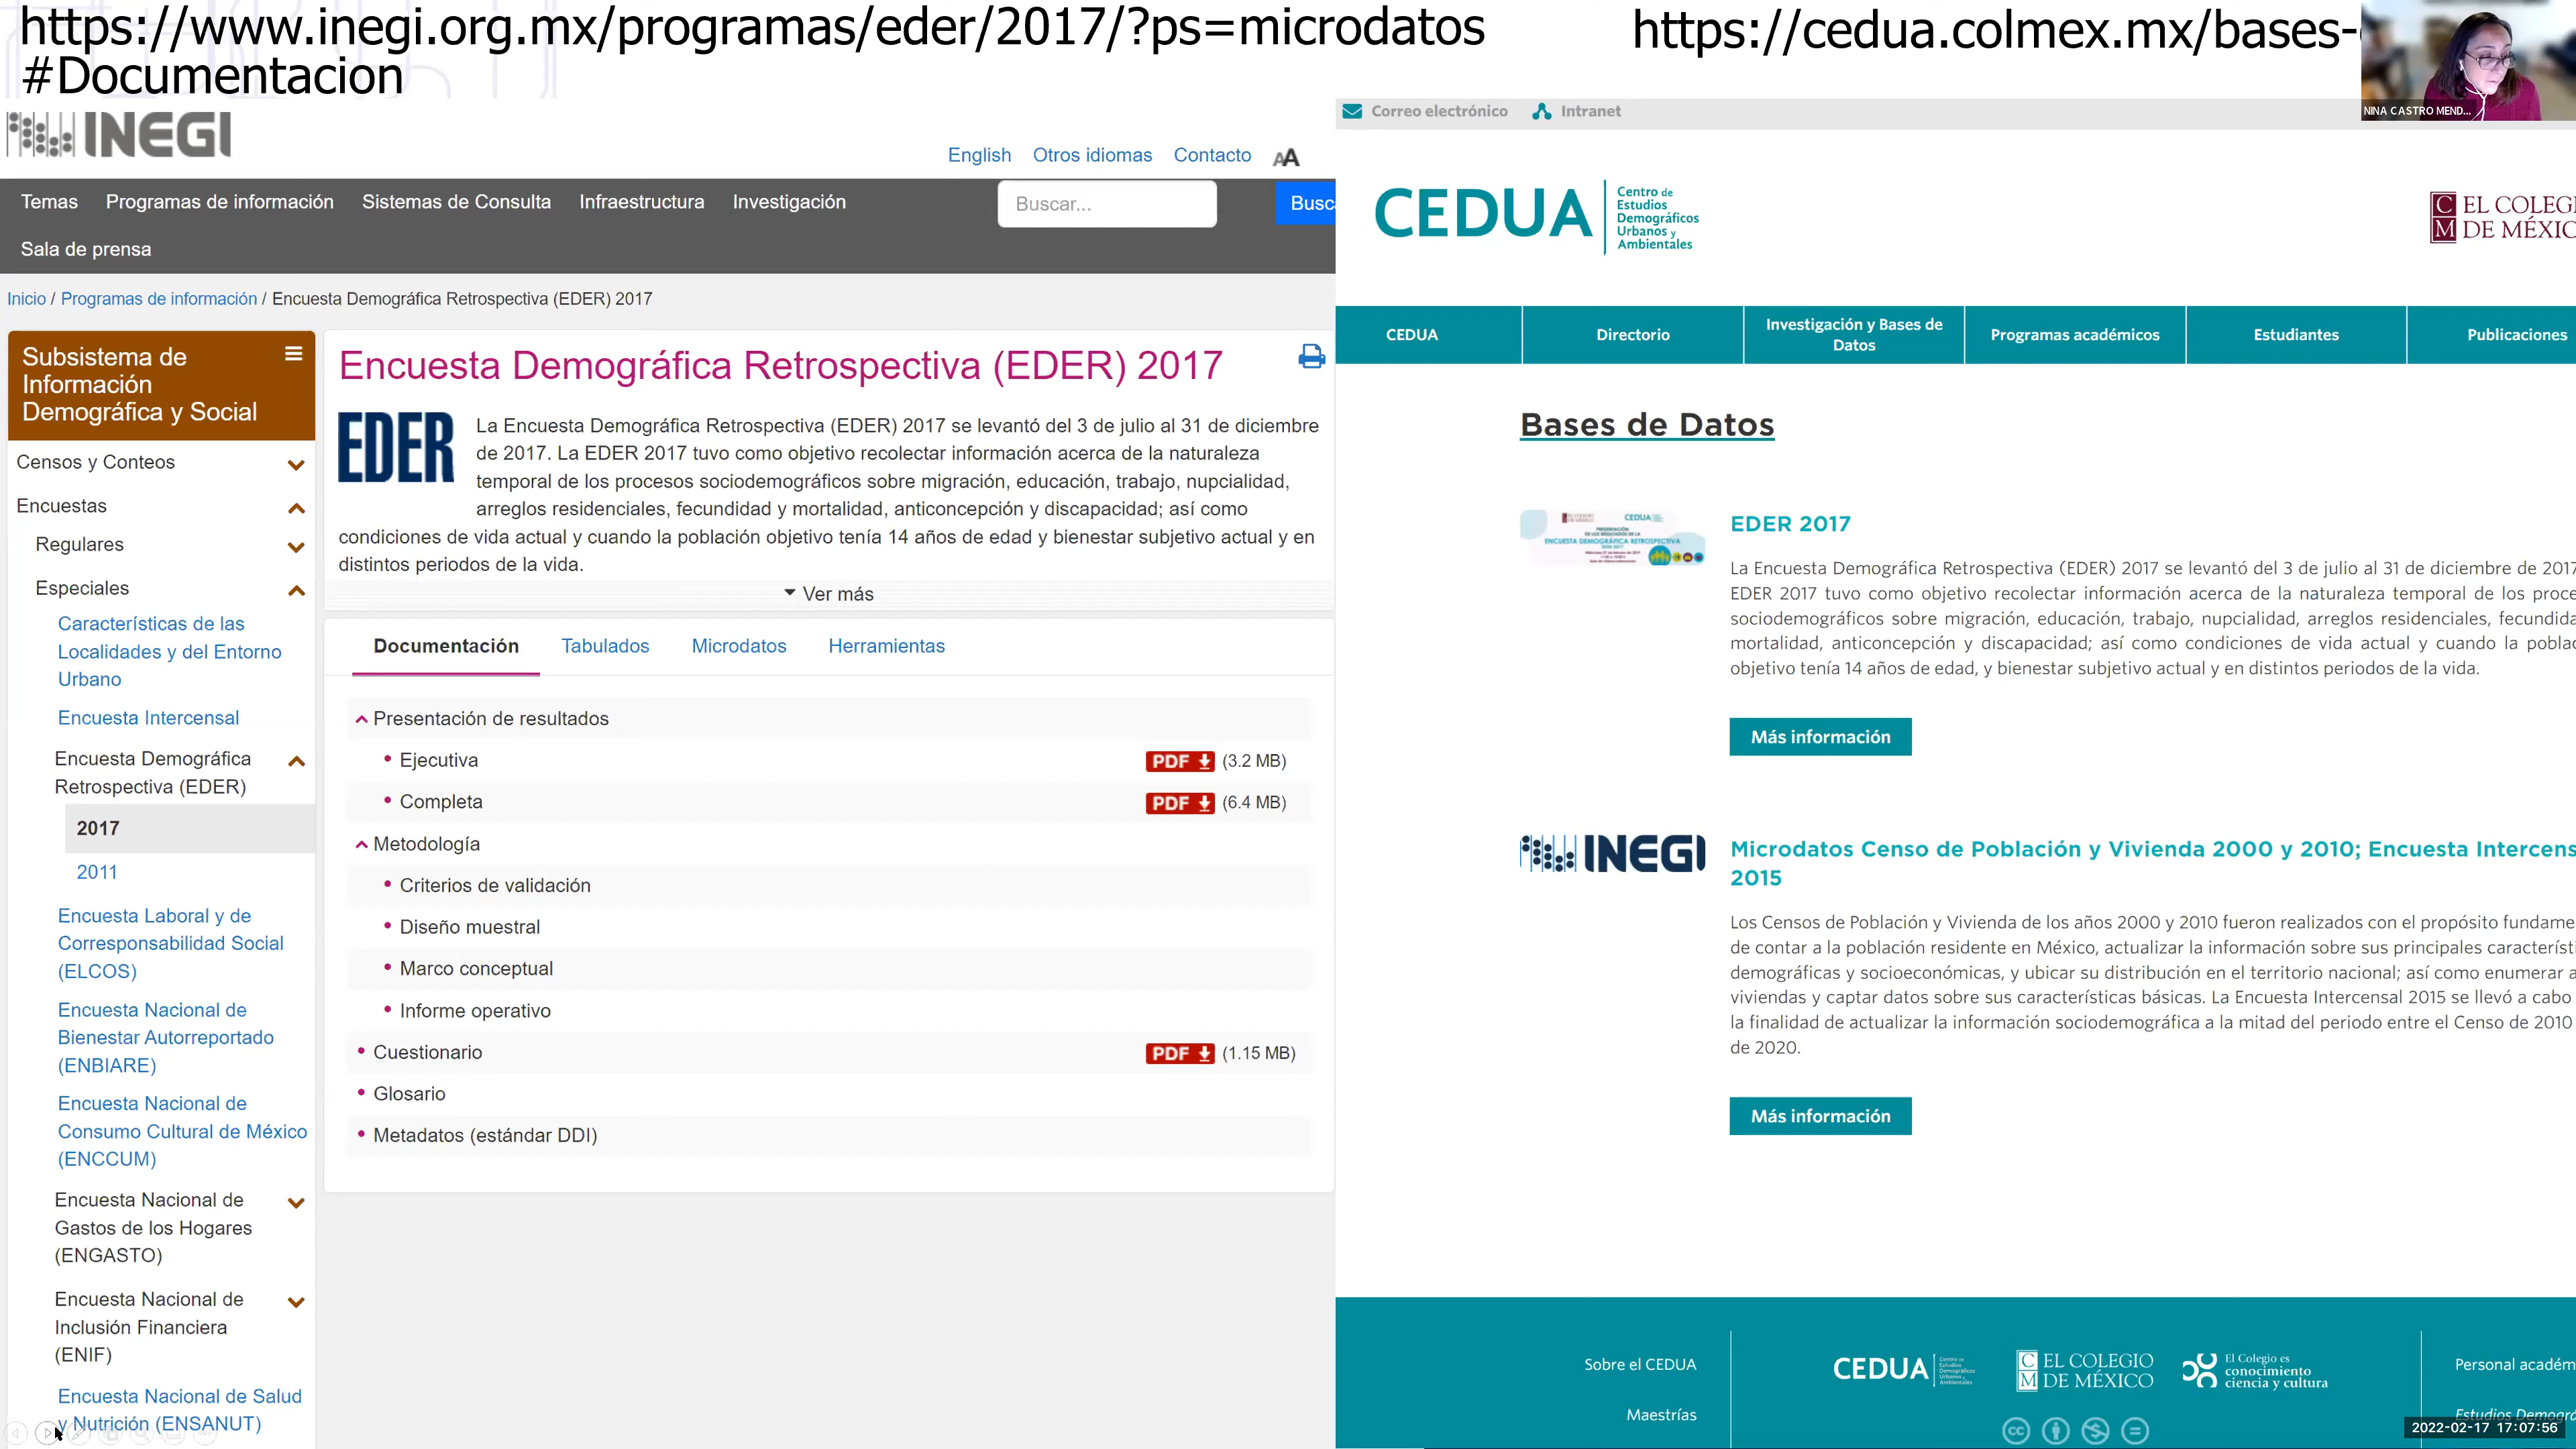 https://www.inegi.org.mx/programas/eder/2017/?ps=microdatos
#Documentacion
https://cedua.colmex.mx/bases-
NINA CASTRO MEND...
INEGI
English Otros idiomas Contacto AA
Temas Programas de información Sistemas de Consulta Infraestructura Investigación
Buscar...
Busc
Sala de prensa
Inicio / Programas de información / Encuesta Demográfica Retrospectiva (EDER) 2017
Subsistema de
Información
Demográfica y Social
Censos y Conteos
Encuestas
Regulares
Especiales
Características de las
Localidades y del Entorno
Urbano
Encuesta Intercensal
Encuesta Demográfica
Retrospectiva (EDER)
2017
2011
Encuesta Laboral y de
Corresponsabilidad Social
(ELCOS)
Encuesta Nacional de
Bienestar Autorreportado
(ENBIARE)
Encuesta Nacional de
Consumo Cultural de México
(ENCCUM)
Encuesta Nacional de
Gastos de los Hogares
(ENGASTO)
Encuesta Nacional de
Inclusión Financiera
(ENIF)
Encuesta Nacional de Salud
y Nutrición (ENSANUT)
Encuesta Demográfica Retrospectiva (EDER) 2017
EDER
La Encuesta Demográfica Retrospectiva (EDER) 2017 se levantó del 3 de julio al 31 de diciembre
de 2017. La EDER 2017 tuvo como objetivo recolectar información acerca de la naturaleza
temporal de los procesos sociodemográficos sobre migración, educación, trabajo, nupcialidad,
arreglos residenciales, fecundidad y mortalidad, anticoncepción y discapacidad; así como
condiciones de vida actual y cuando la población objetivo tenía 14 años de edad y bienestar subjetivo actual y en
distintos periodos de la vida.
Ver más
Documentación Tabulados Microdatos Herramientas
Presentación de resultados
• Ejecutiva PDF (3.2 MB)
• Completa PDF (6.4 MB)
Metodología
• Criterios de validación
• Diseño muestral
• Marco conceptual
• Informe operativo
• Cuestionario PDF (1.15 MB)
• Glosario
• Metadatos (estándar DDI)
Correo electrónico Intranet
CEDUA
Centro de
Estudios
Demográficos
Urbanos y
Ambientales
CM
EL COLEG
DE MÉXIC
CEDUA
Directorio
Investigación y Bases de
Datos
Programas académicos
Estudiantes
Publicaciones
Bases de Datos
CEDUA
ENCUESTA DEMOGRÁFICA RETROSPECTIVA
EDER 2017
La Encuesta Demográfica Retrospectiva (EDER) 2017 se levantó del 3 de julio al 31 de diciembre de 2017
EDER 2017 tuvo como objetivo recolectar información acerca de la naturaleza temporal de los proce
sociodemográficos sobre migración, educación, trabajo, nupcialidad, arreglos residenciales, fecundida
mortalidad, anticoncepción y discapacidad; así como condiciones de vida actual y cuando la poblac
objetivo tenía 14 años de edad, y bienestar subjetivo actual y en distintos periodos de la vida.
Más información
INEGI
Microdatos Censo de Población y Vivienda 2000 y 2010; Encuesta Intercens
2015
Los Censos de Población y Vivienda de los años 2000 y 2010 fueron realizados con el propósito fundame
de contar a la población residente en México, actualizar la información sobre sus principales característi
demográficas y socioeconómicas, y ubicar su distribución en el territorio nacional; así como enumerar a
viviendas y captar datos sobre sus características básicas. La Encuesta Intercensal 2015 se llevó a cabo
la finalidad de actualizar la información sociodemográfica a la mitad del periodo entre el Censo de 2010
de 2020.
Más información
Sobre el CEDUA
Maestrías
CEDUA
CM
EL COLEGIO
DE MÉXICO
El Colegio es
conocimiento
ciencia y cultura
Personal académ
Estudios Demogr
cc
2022-02-17 17:07:56